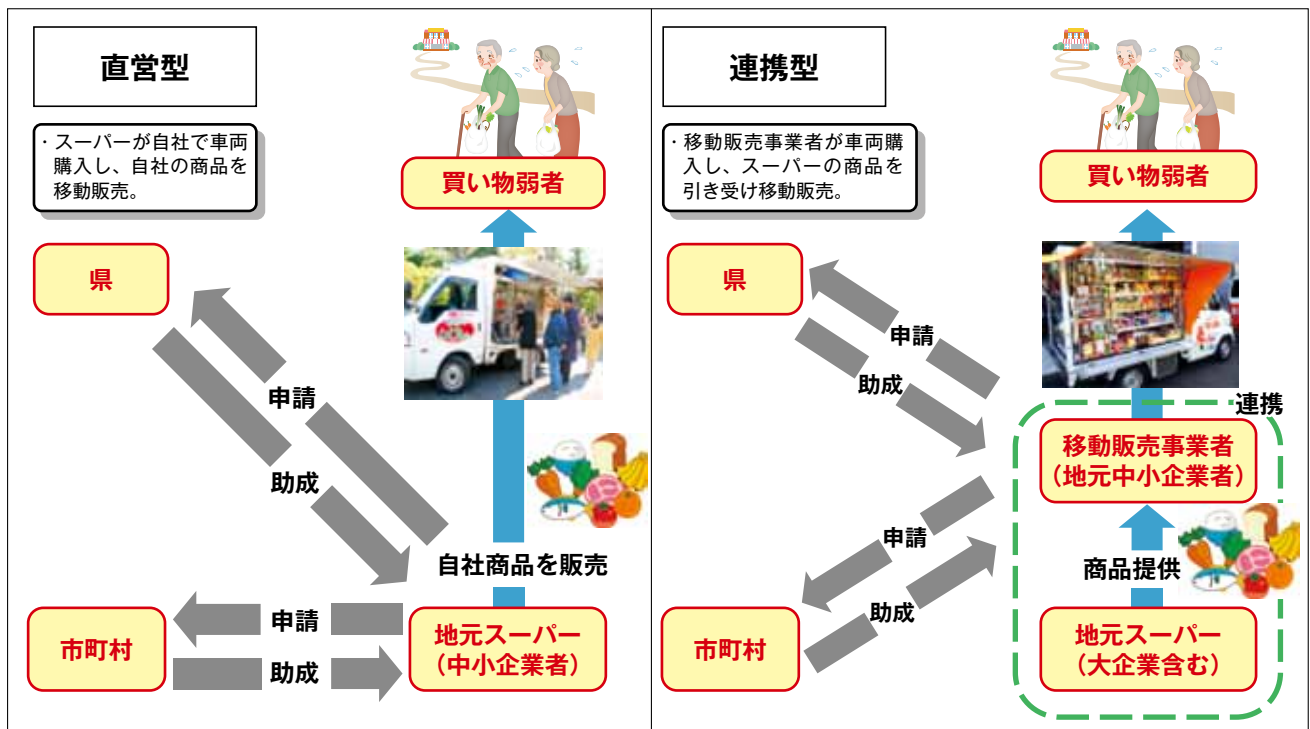 直営型
・スーパーが自社で車両
購入し、自社の商品を
移動販売。
買い物弱者
県
申請
助成
自社商品を販売
市町村
申請
助成
地元スーパー
（中小企業者）
連携型
・移動販売事業者が車両購
入し、スーパーの商品を
引き受け移動販売。
買い物弱者
県
申請
助成
連携
移動販売事業者
（地元中小企業者）
申請
助成
商品提供
市町村
地元スーパー
（大企業含む）